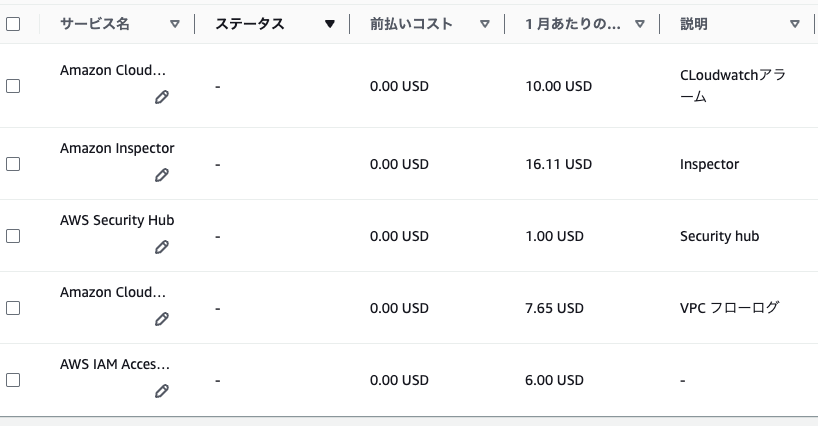 サービス名 ステータス 前払いコスト 1 月あたりの... 説明
Amazon Cloud... - 0.00 USD 10.00 USD CLoudwatchアラ
ーム
Amazon Inspector - 0.00 USD 16.11 USD Inspector
AWS Security Hub - 0.00 USD 1.00 USD Security hub
Amazon Cloud... - 0.00 USD 7.65 USD VPC フローログ
AWS IAM Acces... - 0.00 USD 6.00 USD -